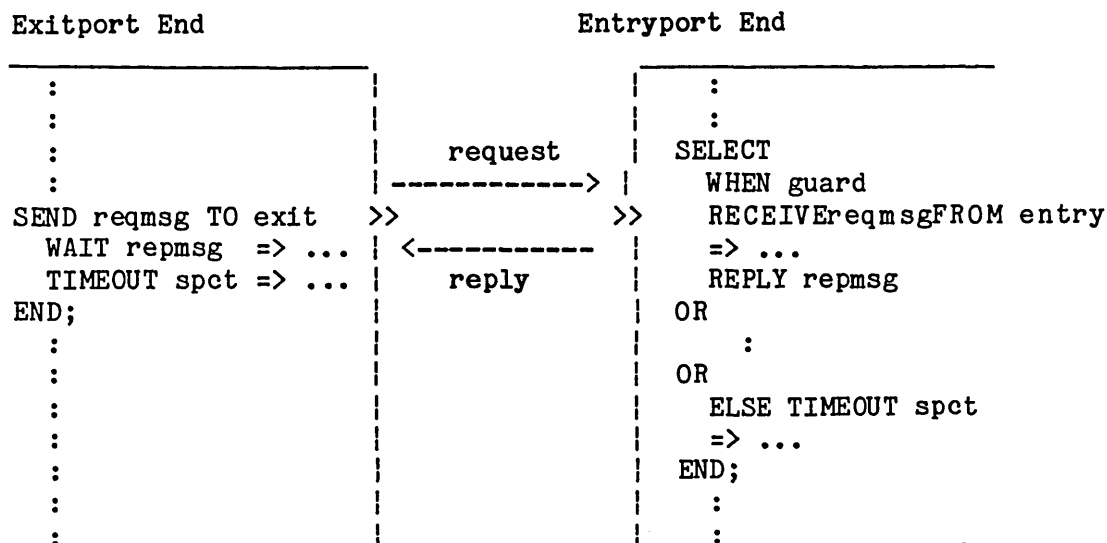 Exitport End Entryport End
: :
: :
: request SELECT
: ------------> WHEN guard
SEND reqmsg TO exit >> >> RECEIVEreqmsgFROM entry
WAIT repmsg => ... <------------ => ...
TIMEOUT spct => ... reply REPLY repmsg
END; OR
: :
: OR
: ELSE TIMEOUT spct
: => ...
: END;
: :
: :